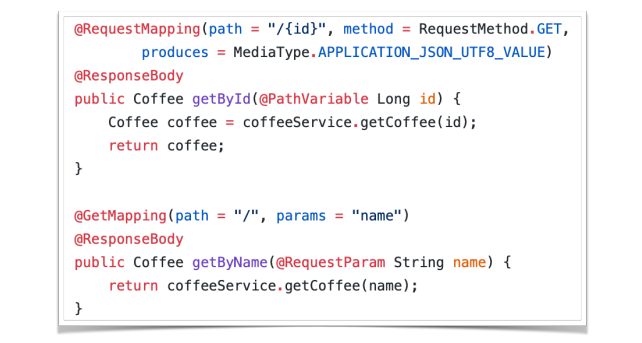 @RequestMapping(path = "/{id}", method = RequestMethod.GET,
        produces = MediaType.APPLICATION_JSON_UTF8_VALUE)
@ResponseBody
public Coffee getById(@PathVariable Long id) {
    Coffee coffee = coffeeService.getCoffee(id);
    return coffee;
}

@GetMapping(path = "/", params = "name")
@ResponseBody
public Coffee getByName(@RequestParam String name) {
    return coffeeService.getCoffee(name);
}